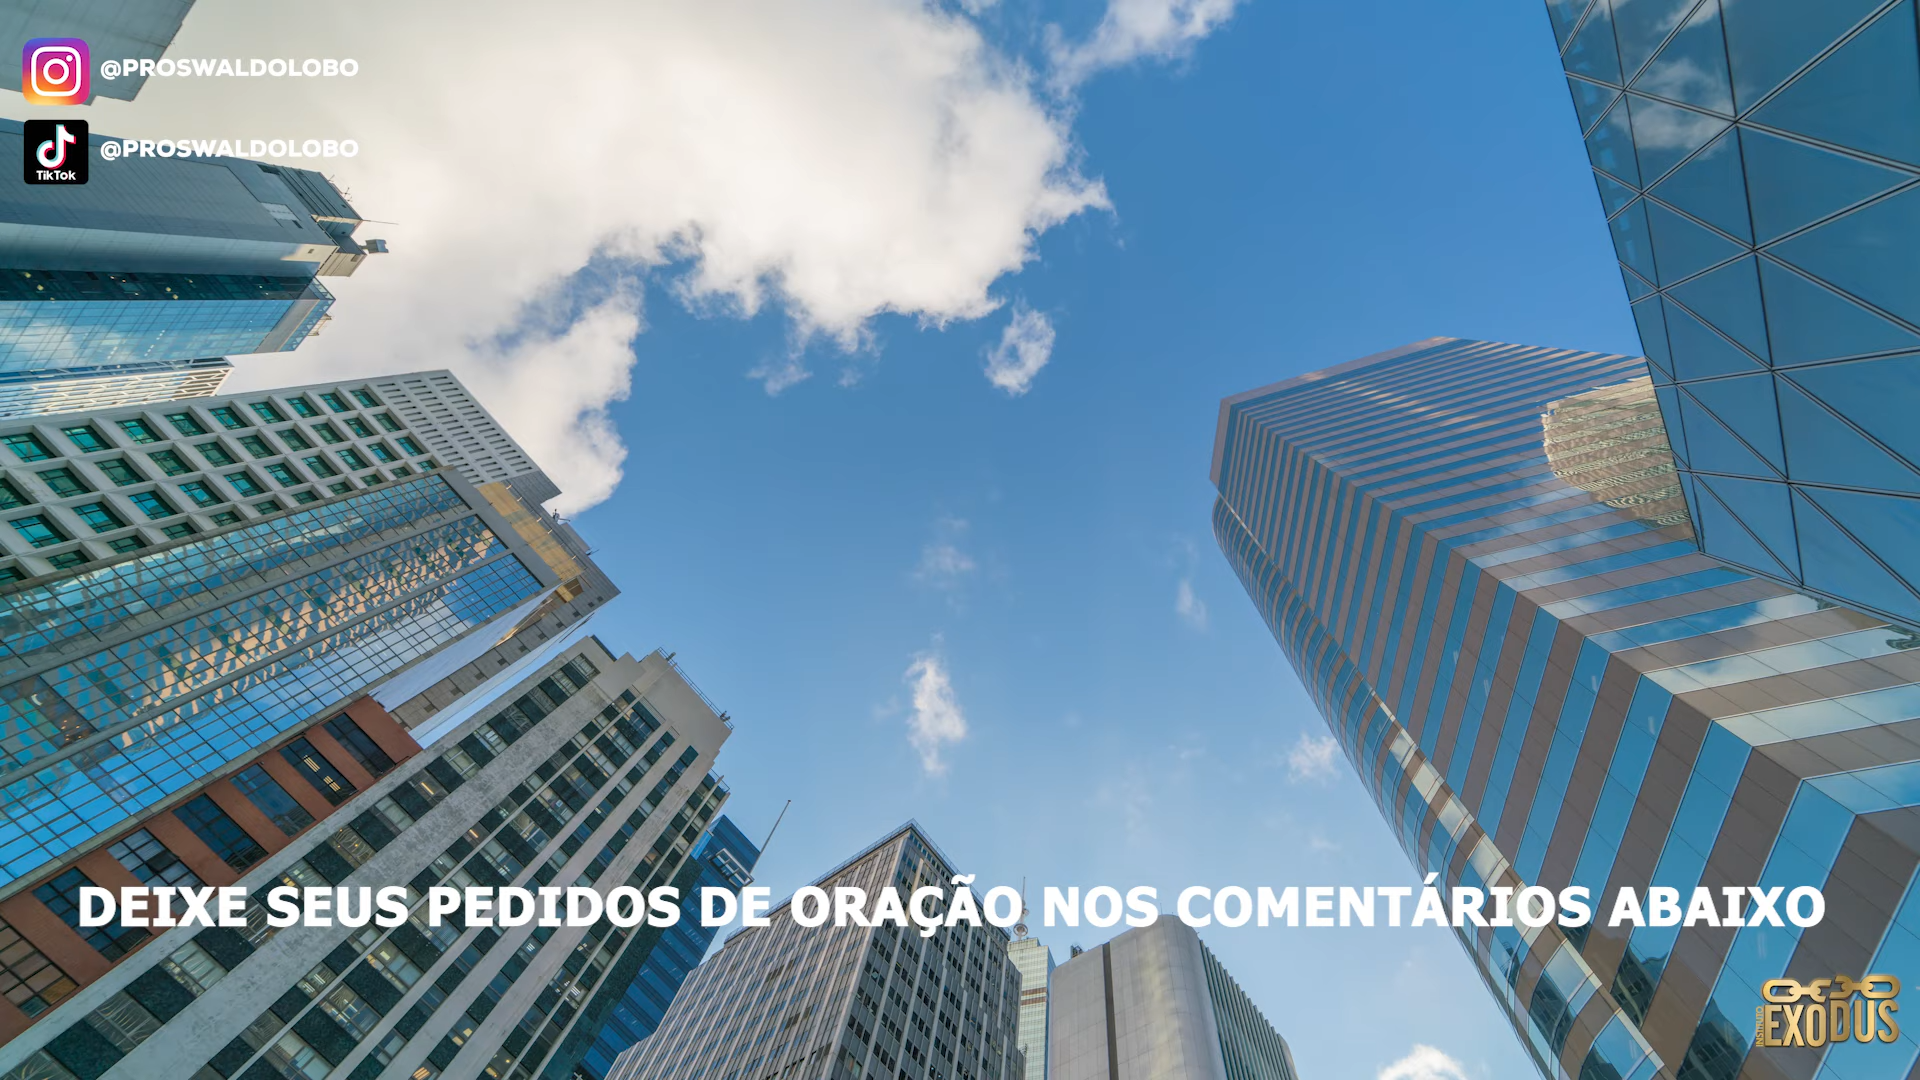 @PROSWALDOLOBO
TikTok
@PROSWALDOLOBO
DEIXE SEUS PEDIDOS DE ORAÇÃO NOS COMENTÁRIOS ABAIXO
INSTITUTO
EXODUS